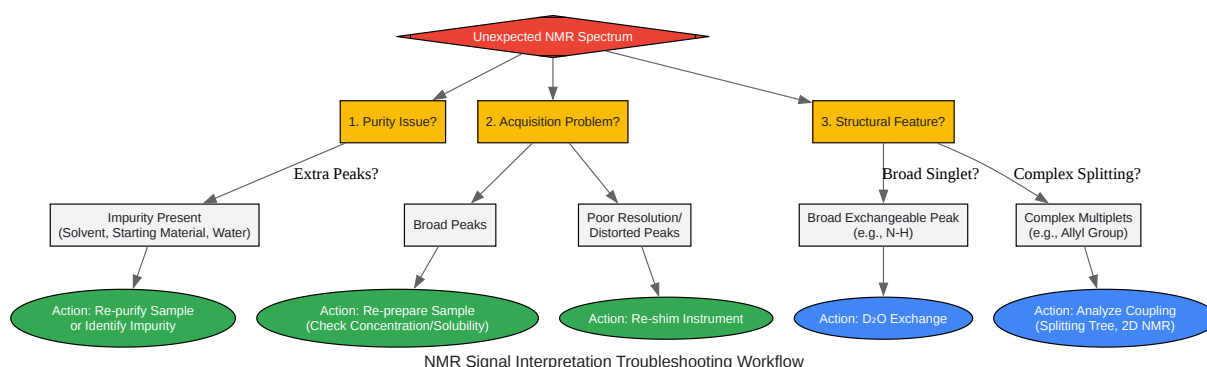 Unexpected NMR Spectrum
1. Purity Issue?
2. Acquisition Problem?
3. Structural Feature?
Extra Peaks?
Broad Singlet?
Complex Splitting?
Impurity Present
(Solvent, Starting Material, Water)
Broad Peaks
Poor Resolution/
Distorted Peaks
Broad Exchangeable Peak
(e.g., N-H)
Complex Multiplets
(e.g., Allyl Group)
Action: Re-purify Sample
or Identify Impurity
Action: Re-prepare Sample
(Check Concentration/Solubility)
Action: Re-shim Instrument
Action: D₂O Exchange
Action: Analyze Coupling
(Splitting Tree, 2D NMR)
NMR Signal Interpretation Troubleshooting Workflow